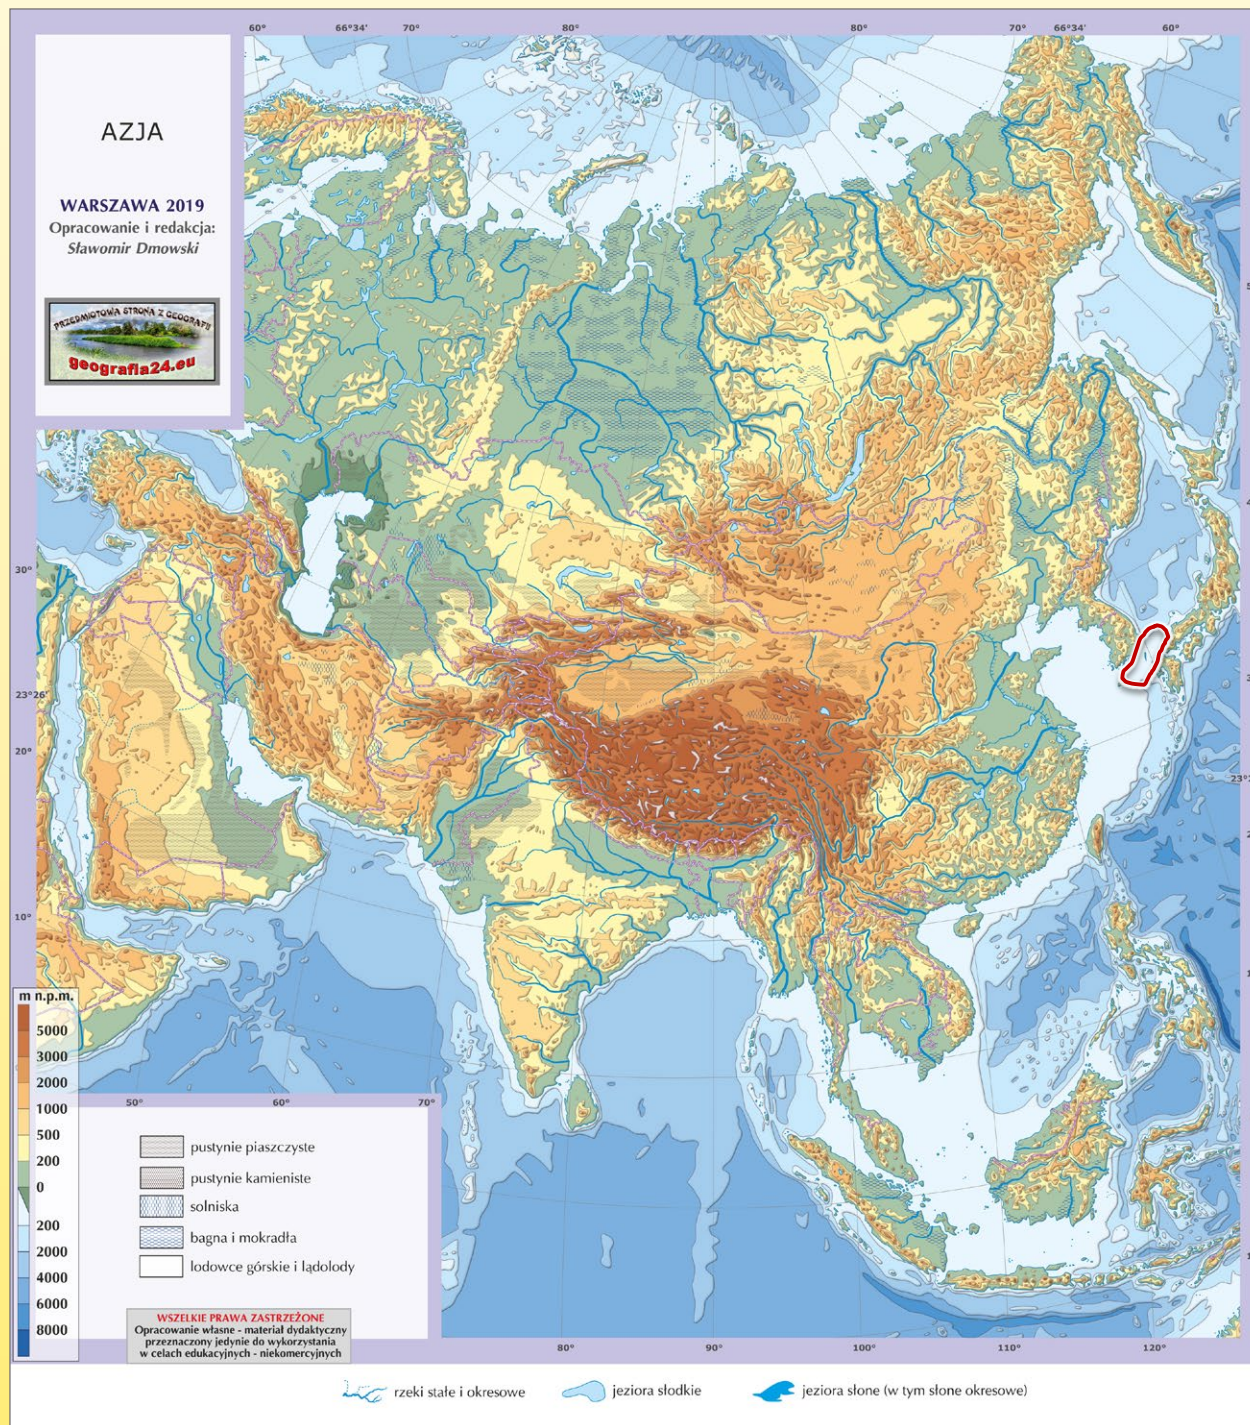 60° 66°34' 70° 80° 80° 70° 66°34' 60°
AZJA
WARSZAWA 2019
Opracowanie i redakcja:
Sławomir Dmowski
PRZEDMIOTOWA STRONA Z GEOGRAFII
geografia24.eu
30°
23°26'
20°
10°
m n.p.m.
5000
3000
2000
1000
500
200
0
200
2000
4000
6000
8000
50° 60° 70°
pustynie piaszczyste
pustynie kamieniste
solniska
bagna i mokradła
lodowce górskie i lądolody
WSZELKIE PRAWA ZASTRZEŻONE
Opracowanie własne - materiał dydaktyczny
przeznaczony jedynie do wykorzystania
w celach edukacyjnych - niekomercyjnych
80° 90° 100° 110° 120°
rzeki stałe i okresowe jeziora słodkie jeziora słone (w tym słone okresowe)